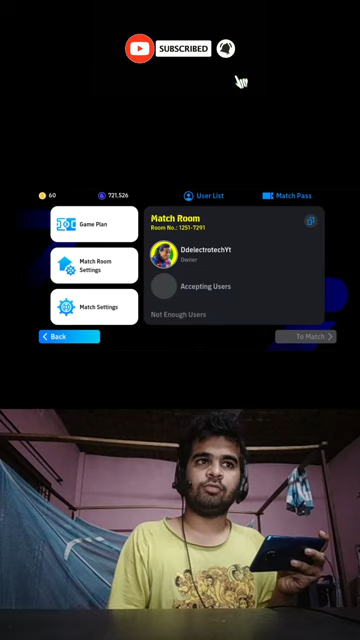 SUBSCRIBED
60
721,526
User List
Match Pass
Game Plan
Match Room
Settings
Match Settings
Match Room
Room No.: 1251-7291
DdelectrotechYt
Owner
Accepting Users
Not Enough Users
Back
To Match